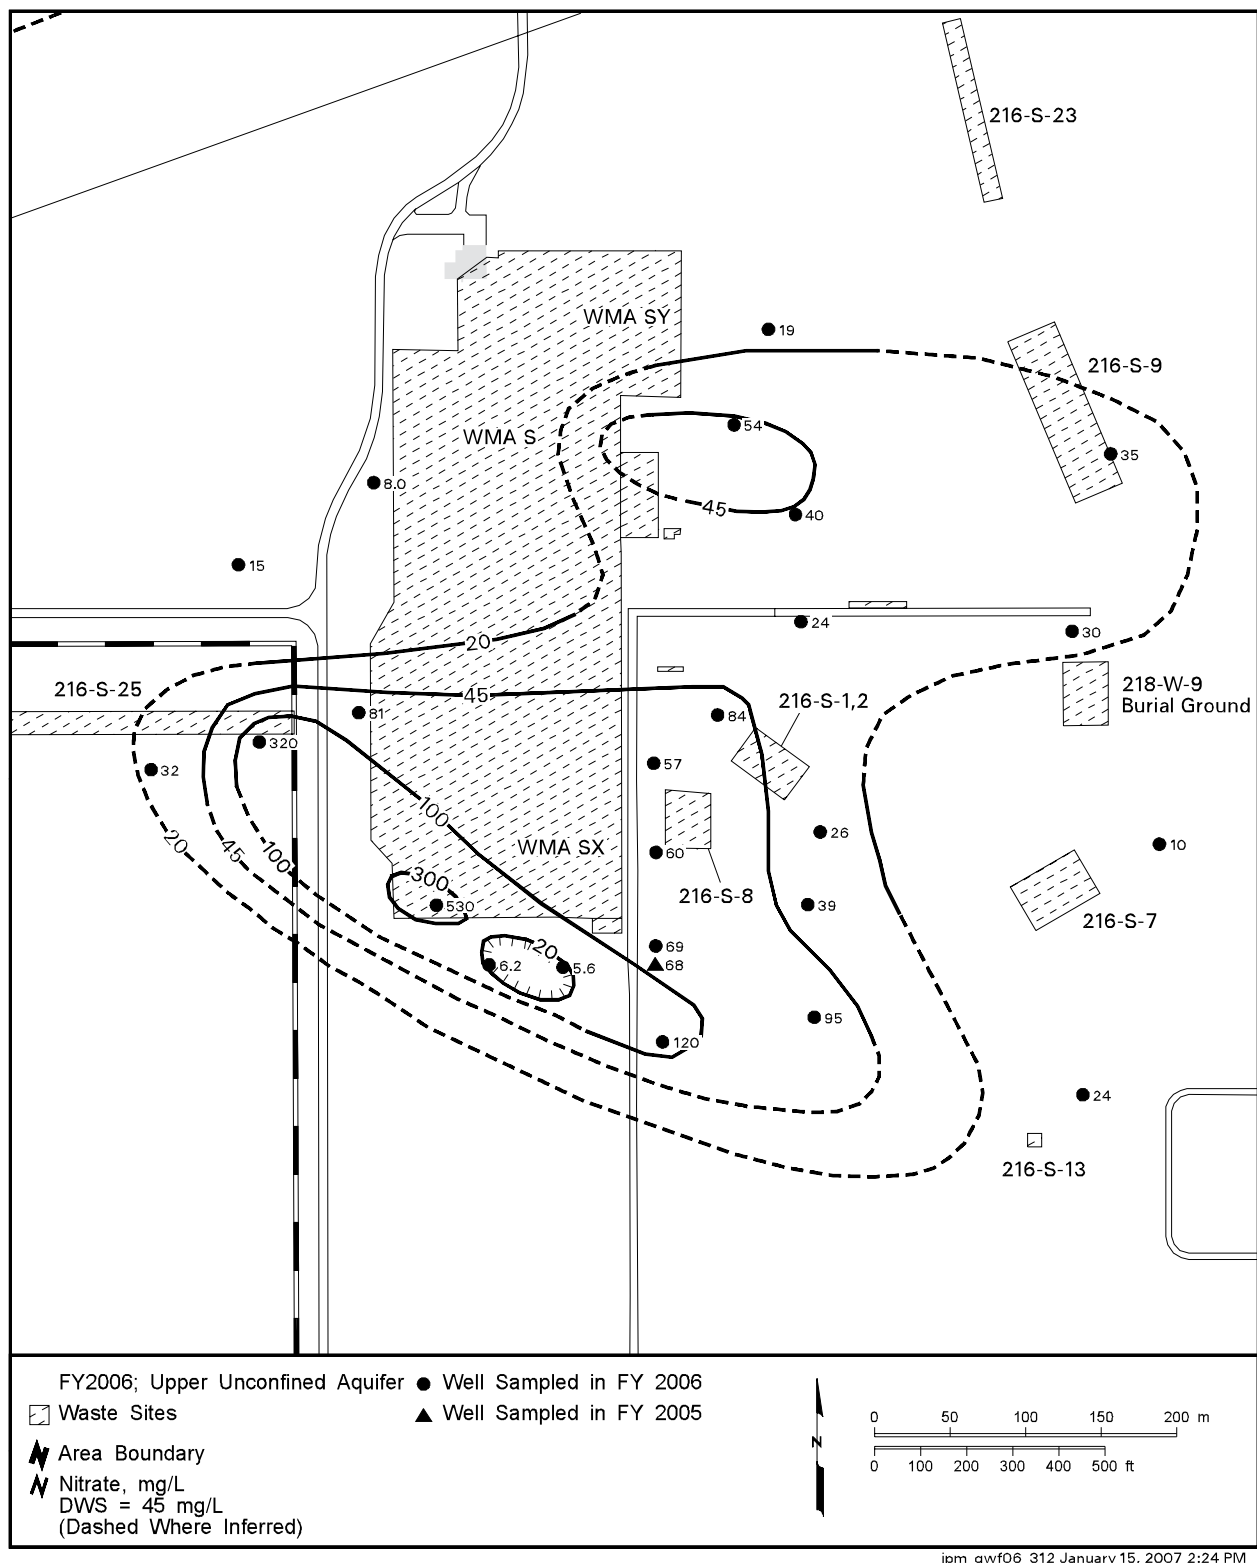 216-S-23
WMA SY
19
216-S-9
54
WMA S
35
8.0
45
40
15
24
30
20
216-S-25
45
218-W-9
Burial Ground
216-S-1,2
81
84
320
57
32
100
26
20
45
100
WMA SX
60
10
300
216-S-8
530
39
216-S-7
20
69
6.2
5.6
68
95
120
24
216-S-13
FY2006; Upper Unconfined Aquifer
Well Sampled in FY 2006
Waste Sites
Well Sampled in FY 2005
Area Boundary
Nitrate, mg/L
DWS = 45 mg/L
(Dashed Where Inferred)
N
0 50 100 150 200 m
0 100 200 300 400 500 ft
jpm_gwf06_312 January 15, 2007 2:24 PM